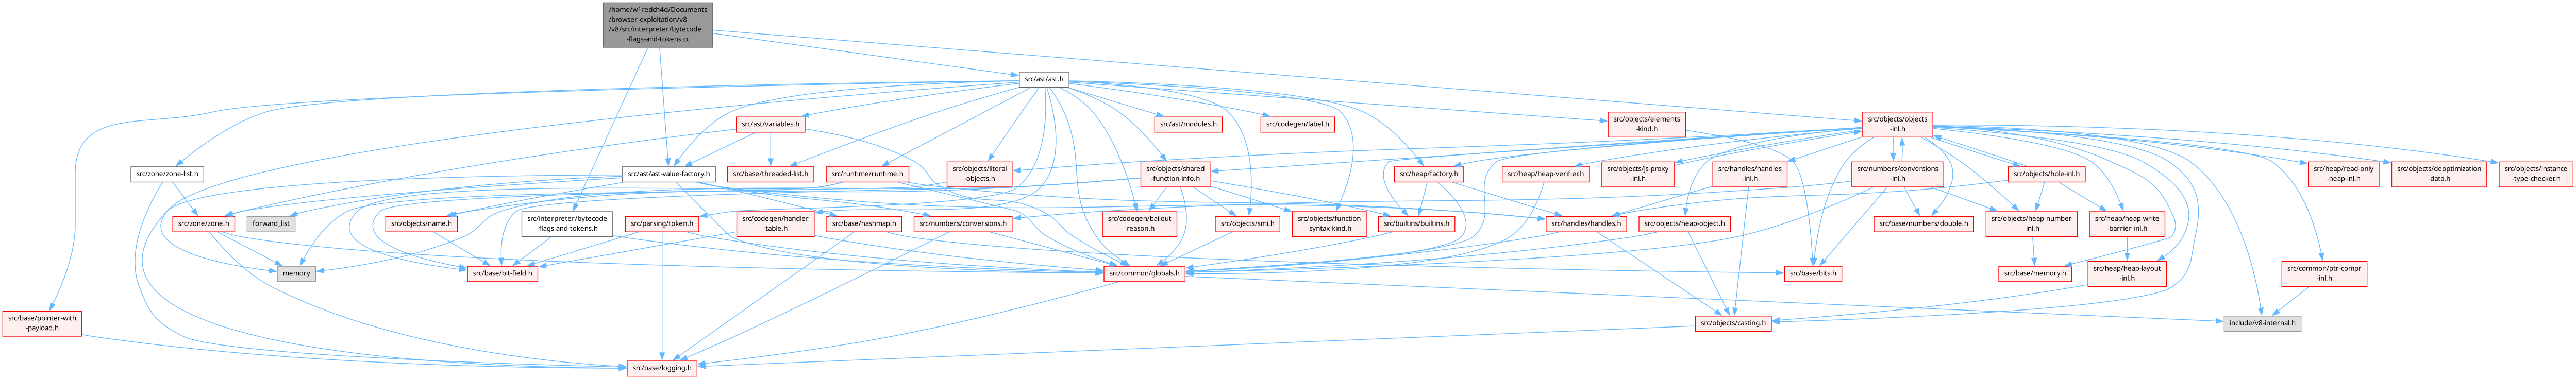 /home/w1redch4d/Documents
/browser-exploitation/v8
/v8/src/interpreter/bytecode
-flags-and-tokens.cc
src/ast/ast.h
src/ast/variables.h
src/ast/modules.h
src/codegen/label.h
src/objects/elements
-kind.h
src/objects/objects
-inl.h
src/zone/zone-list.h
src/ast/ast-value-factory.h
src/base/threaded-list.h
src/runtime/runtime.h
src/objects/literal
-objects.h
src/objects/shared
-function-info.h
src/heap/factory.h
src/heap/heap-verifier.h
src/objects/js-proxy
-inl.h
src/handles/handles
-inl.h
src/numbers/conversions
-inl.h
src/objects/hole-inl.h
src/heap/read-only
-heap-inl.h
src/objects/deoptimization
-data.h
src/objects/instance
-type-checker.h
src/zone/zone.h
forward_list
src/objects/name.h
src/interpreter/bytecode
-flags-and-tokens.h
src/parsing/token.h
src/codegen/handler
-table.h
src/base/hashmap.h
src/numbers/conversions.h
src/codegen/bailout
-reason.h
src/objects/smi.h
src/objects/function
-syntax-kind.h
src/builtins/builtins.h
src/handles/handles.h
src/objects/heap-object.h
src/base/numbers/double.h
src/objects/heap-number
-inl.h
src/heap/heap-write
-barrier-inl.h
memory
src/base/bit-field.h
src/common/globals.h
src/base/bits.h
src/base/memory.h
src/heap/heap-layout
-inl.h
src/common/ptr-compr
-inl.h
src/base/pointer-with
-payload.h
src/objects/casting.h
include/v8-internal.h
src/base/logging.h